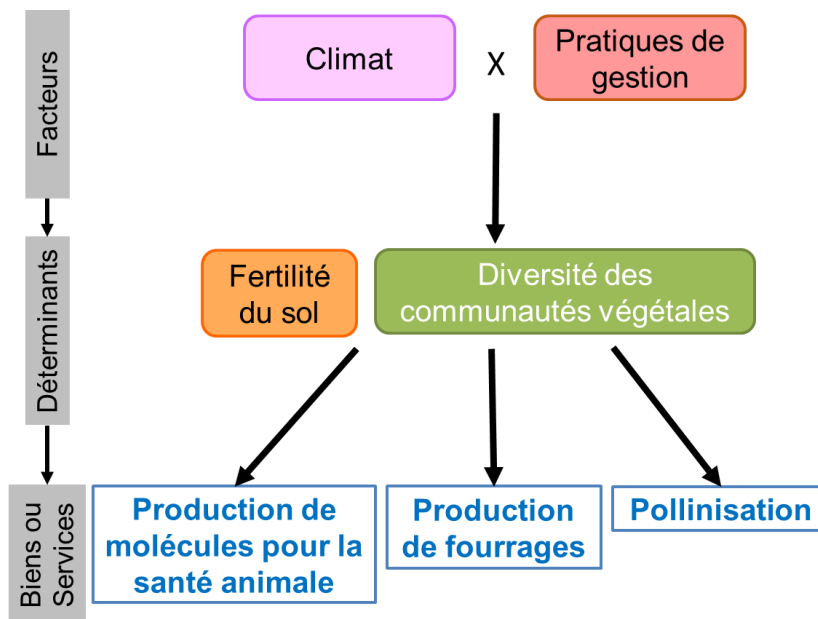 Facteurs
Climat
X
Pratiques de
gestion
Déterminants
Fertilité
du sol
Diversité des
communautés végétales
Biens ou
Services
Production de
molécules pour la
santé animale
Production
de fourrages
Pollinisation